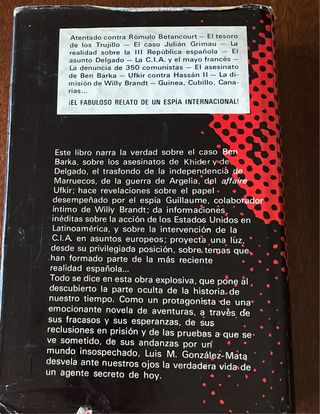 Atentado contra Rómulo Betancourt — El tesoro
de los Trujillo — El caso Julián Grimau — La
realidad sobre la III República española — El
asunto Delgado — La C.I.A. y el mayo francés —
La denuncia de 350 comunistas — El asesinato
de Ben Barka — Ufkir contra Hassán II — La di-
misión de Willy Brandt — Guinea, Cubillo, Cana-
rias...
¡EL FABULOSO RELATO DE UN ESPÍA INTERNACIONAL!
Este libro narra la verdad sobre el caso Ben
Barka, sobre los asesinatos de Khider y de
Delgado, el trasfondo de la independencia de
Marruecos, de la guerra de Argelia, del affaire
Ufkir; hace revelaciones sobre el papel
desempeñado por el espía Guillaume, colaborador
íntimo de Willy Brandt; da informaciones
inéditas sobre la acción de los Estados Unidos en
Latinoamérica, y sobre la intervención de la
C.I.A. en asuntos europeos; proyecta una luz,
desde su privilegiada posición, sobre temas que
han formado parte de la más reciente
realidad española...
Todo se dice en esta obra explosiva, que pone al
descubierto la parte oculta de la historia de
nuestro tiempo. Como un protagonista de una
emocionante novela de aventuras, a través de
sus fracasos y sus esperanzas, de sus
reclusiones en prisión y de las pruebas a que se
ve sometido, de sus andanzas por un
mundo insospechado, Luis M. González-Mata
desvela ante nuestros ojos la verdadera vida de
un agente secreto de hoy.